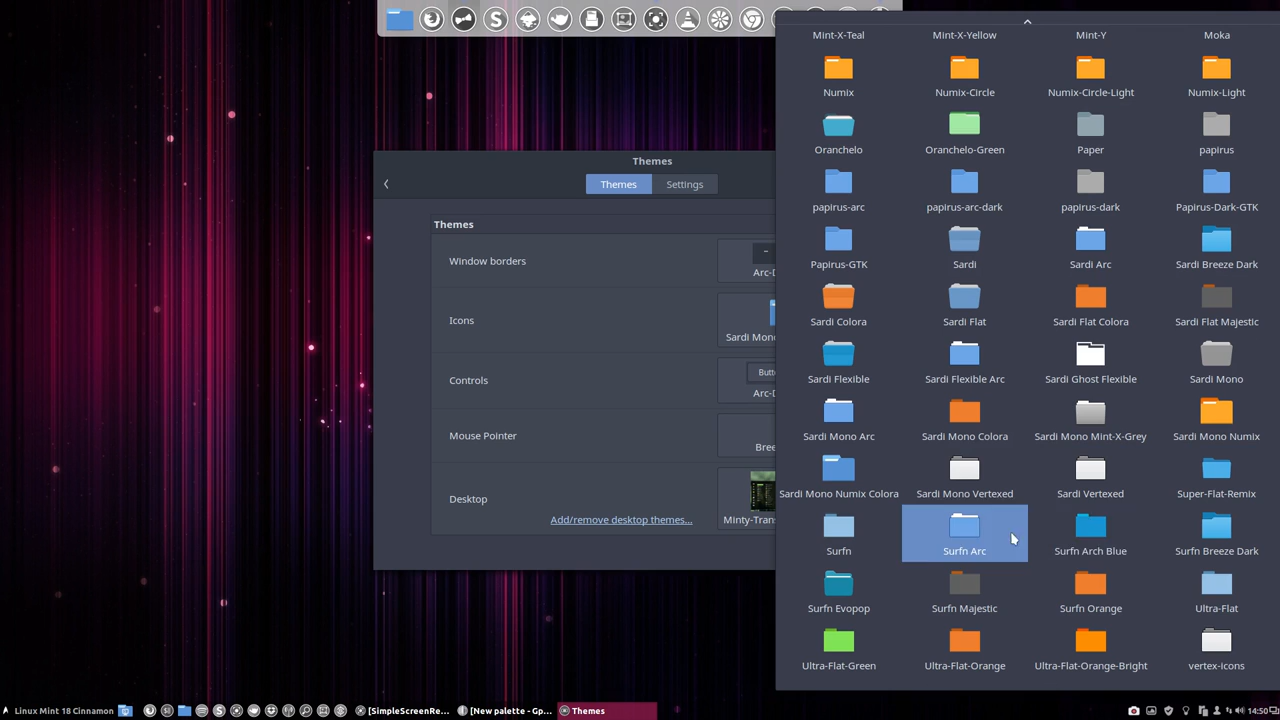 Mint-X-Teal
Mint-X-Yellow
Mint-Y
Moka
Numix
Numix-Circle
Numix-Circle-Light
Numix-Light
Oranchelo
Oranchelo-Green
Paper
papirus
papirus-arc
papirus-arc-dark
papirus-dark
Papirus-Dark-GTK
Papirus-GTK
Sardi
Sardi Arc
Sardi Breeze Dark
Sardi Colora
Sardi Flat
Sardi Flat Colora
Sardi Flat Majestic
Sardi Flexible
Sardi Flexible Arc
Sardi Ghost Flexible
Sardi Mono
Sardi Mono Arc
Sardi Mono Colora
Sardi Mono Mint-X-Grey
Sardi Mono Numix
Sardi Mono Numix Colora
Sardi Mono Vertexed
Sardi Vertexed
Super-Flat-Remix
Surfn
Surfn Arc
Surfn Arch Blue
Surfn Breeze Dark
Surfn Evopop
Surfn Majestic
Surfn Orange
Ultra-Flat
Ultra-Flat-Green
Ultra-Flat-Orange
Ultra-Flat-Orange-Bright
vertex-icons
Themes
Themes
Settings
Themes
Window borders
Arc-D
Icons
Sardi Mono
Controls
Butt
Arc-D
Mouse Pointer
Bree
Desktop
Minty-Trans
Add/remove desktop themes...
Linux Mint 18 Cinnamon
[SimpleScreenRe...
[New palette - Gp...
Themes
14:50